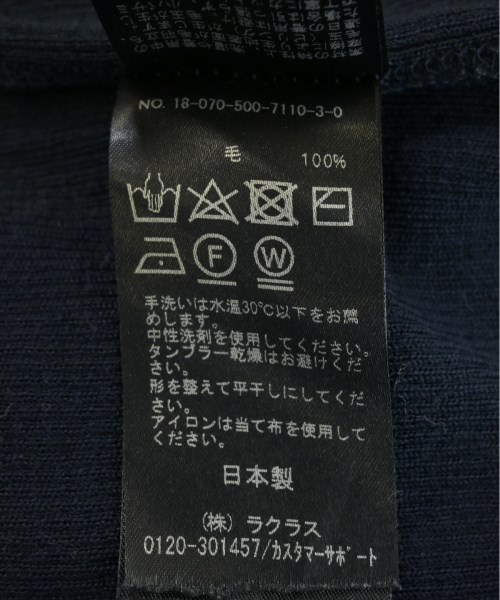 NO. 18-070-500-7110-3-0
毛 100%
F W
手洗いは水温30℃以下をお薦
めします。
中性洗剤を使用してください。
タンブラー乾燥はお避けくだ
さい。
形を整えて平干しにしてくだ
さい。
アイロンは当て布を使用して
ください。
日本製
(株) ラクラス
0120-301457/カスタマーサポート